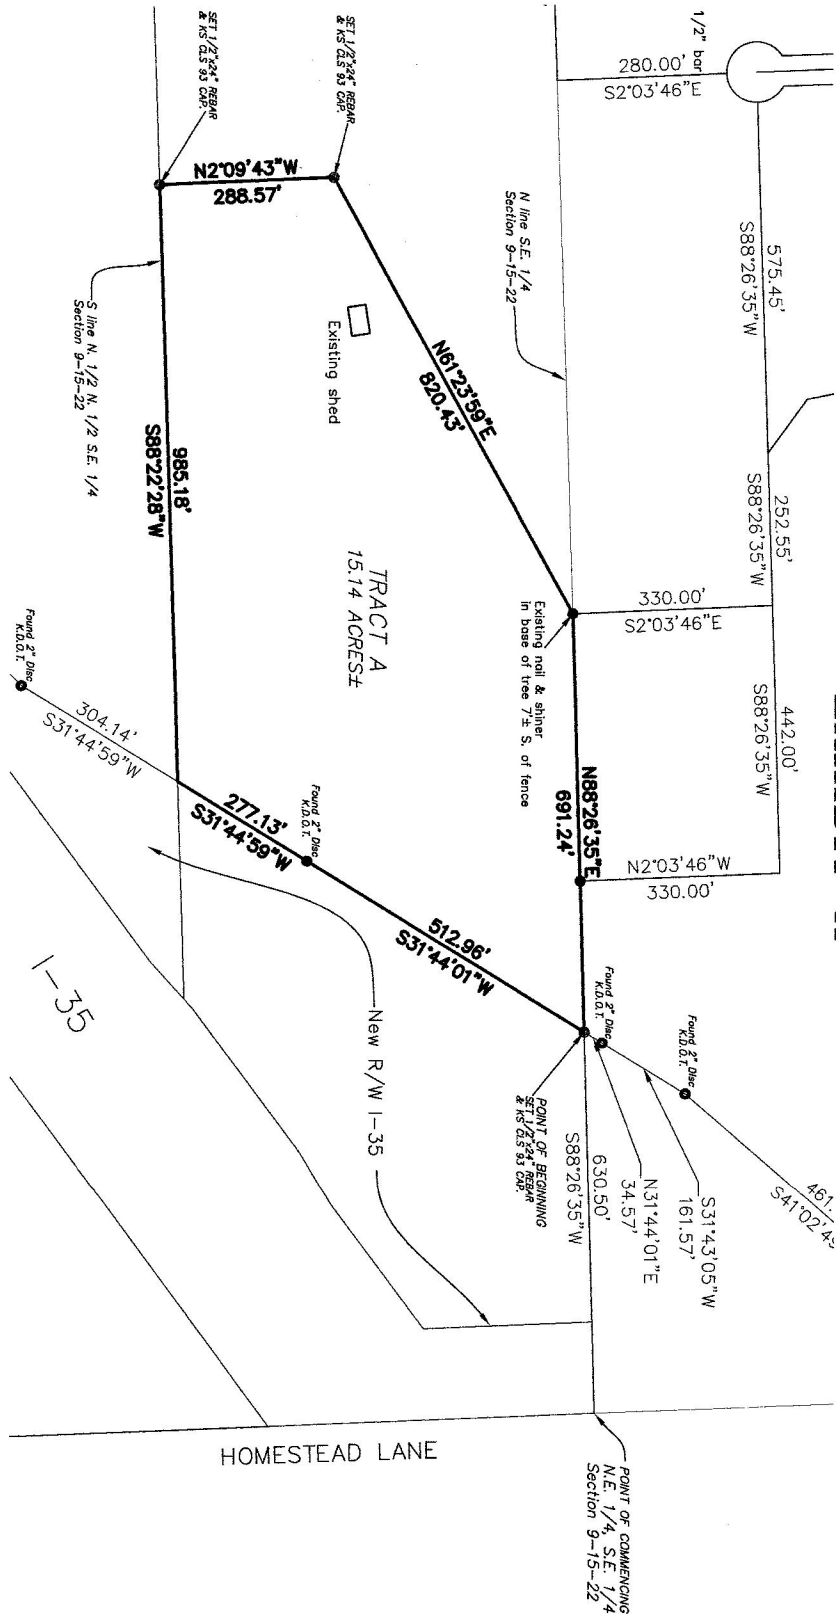 1/2" bar
280.00'
S2°03'46"E
575.45'
S88°26'35"W
252.55'
S88°26'35"W
442.00'
S88°26'35"W
330.00'
S2°03'46"E
N2°03'46"W
330.00'
SET 1/2"x24" REBAR
& KS CLS 93 CAP.
SET 1/2"x24" REBAR
& KS CLS 93 CAP.
N2°09'43"W
288.57'
N line S.E. 1/4
Section 9-15-22
N61°23'59"E
820.43'
Existing shed
S line N. 1/2 N. 1/2 S.E. 1/4
Section 9-15-22
985.18'
S88°22'28"W
TRACT A
15.14 ACRES±
Existing nail & shiner
in base of tree 7'± S. of fence
N88°26'35"E
691.24'
Found 2" Disc
K.D.O.T.
304.14'
S31°44'59"W
277.13'
S31°44'59"W
Found 2" Disc
K.D.O.T.
512.96'
S31°44'01"W
Found 2" Disc
K.D.O.T.
Found 2" Disc
K.D.O.T.
461.
S41°02'49
S31°43'05"W
161.57'
N31°44'01"E
34.57'
630.50'
S88°26'35"W
POINT OF BEGINNING
SET 1/2"x24" REBAR
& KS CLS 93 CAP.
New R/W I-35
I-35
HOMESTEAD LANE
POINT OF COMMENCING
N.E. 1/4, S.E. 1/4
Section 9-15-22